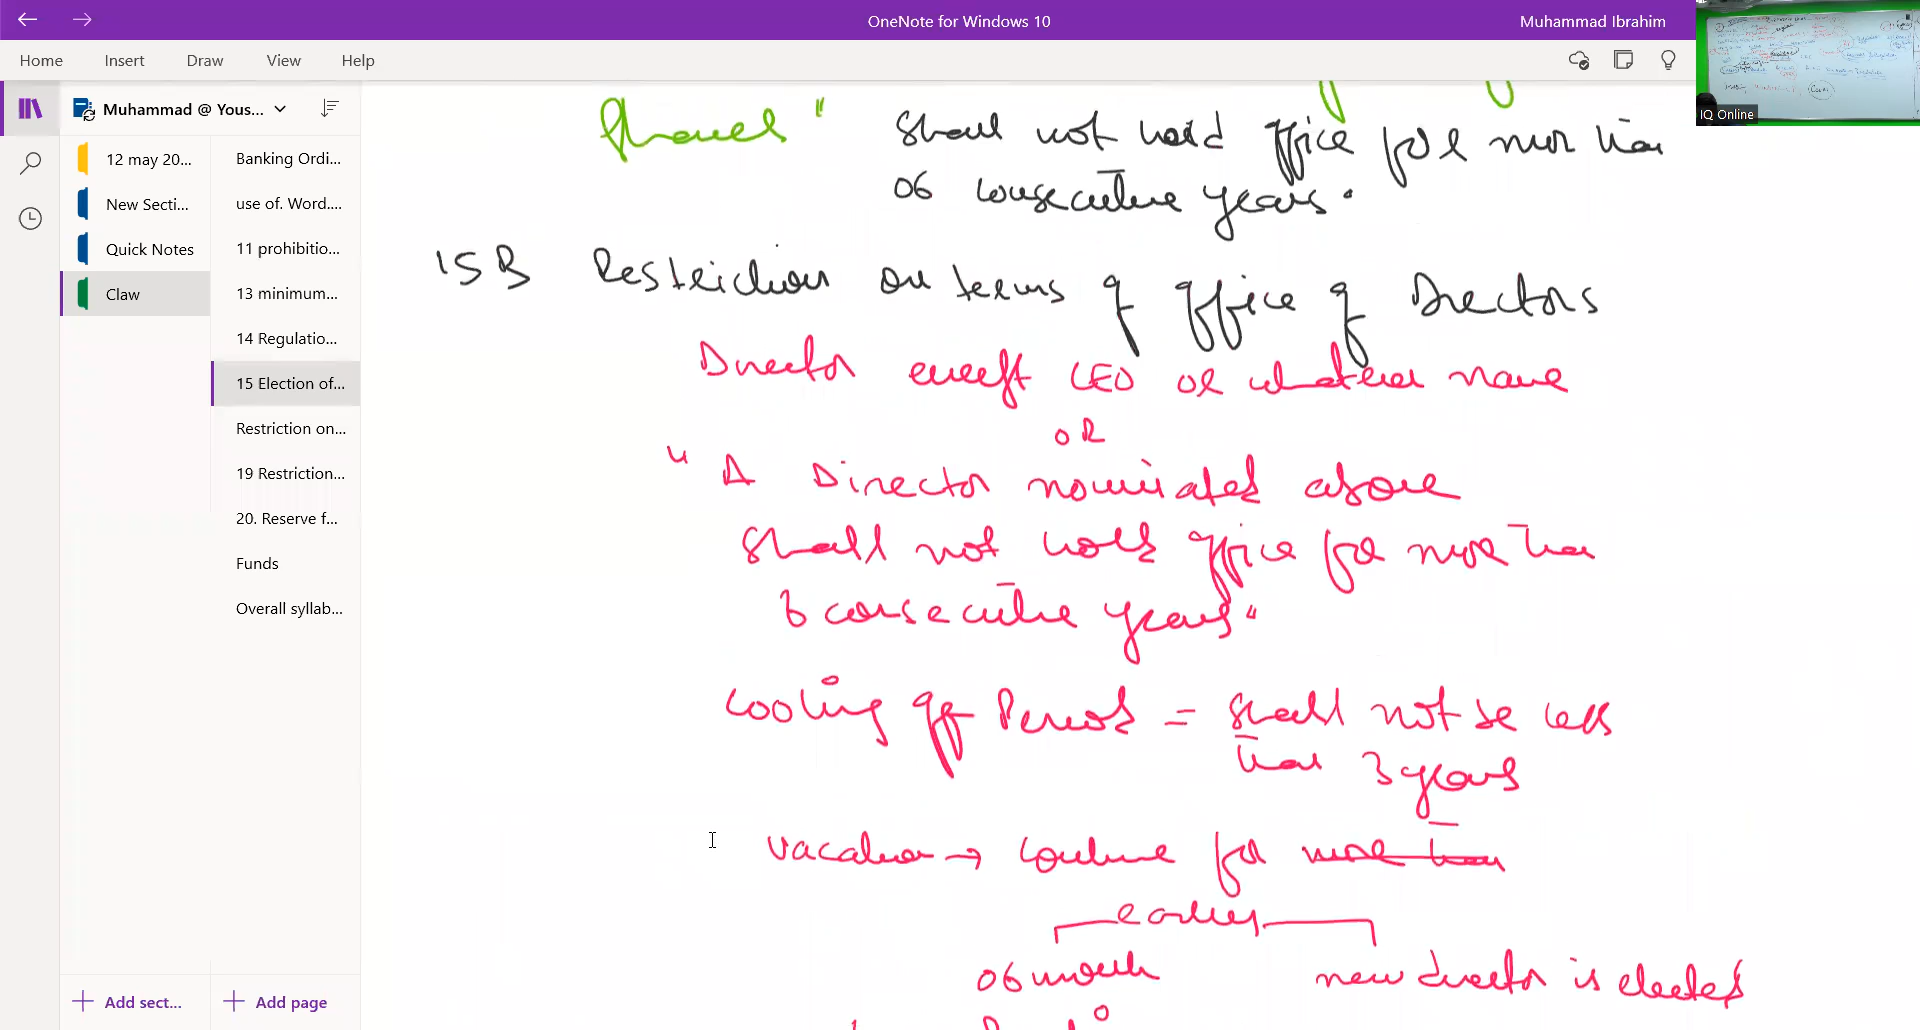 OneNote for Windows 10
Muhammad Ibrahim
Home Insert Draw View Help
IQ Online
Muhammad @ Yous...
12 may 20...
New Secti...
Quick Notes
Claw
Banking Ordi...
use of. Word....
11 prohibitio...
13 minimum...
14 Regulatio...
15 Election of...
Restriction on...
19 Restriction...
20. Reserve f...
Funds
Overall syllab...
Add sect...
Add page
Shares" Shall not hold office for more than
06 consecutive years.
15B Restriction on terms of office of Directors
Director except CEO or whatever name
OR
"A Director nominated above
shall not hold office for more than
6 consecutive years"
Cooling off Period = shall not be less
than 3 years
vacation → continue for more than
earlier
06 month new director is elected